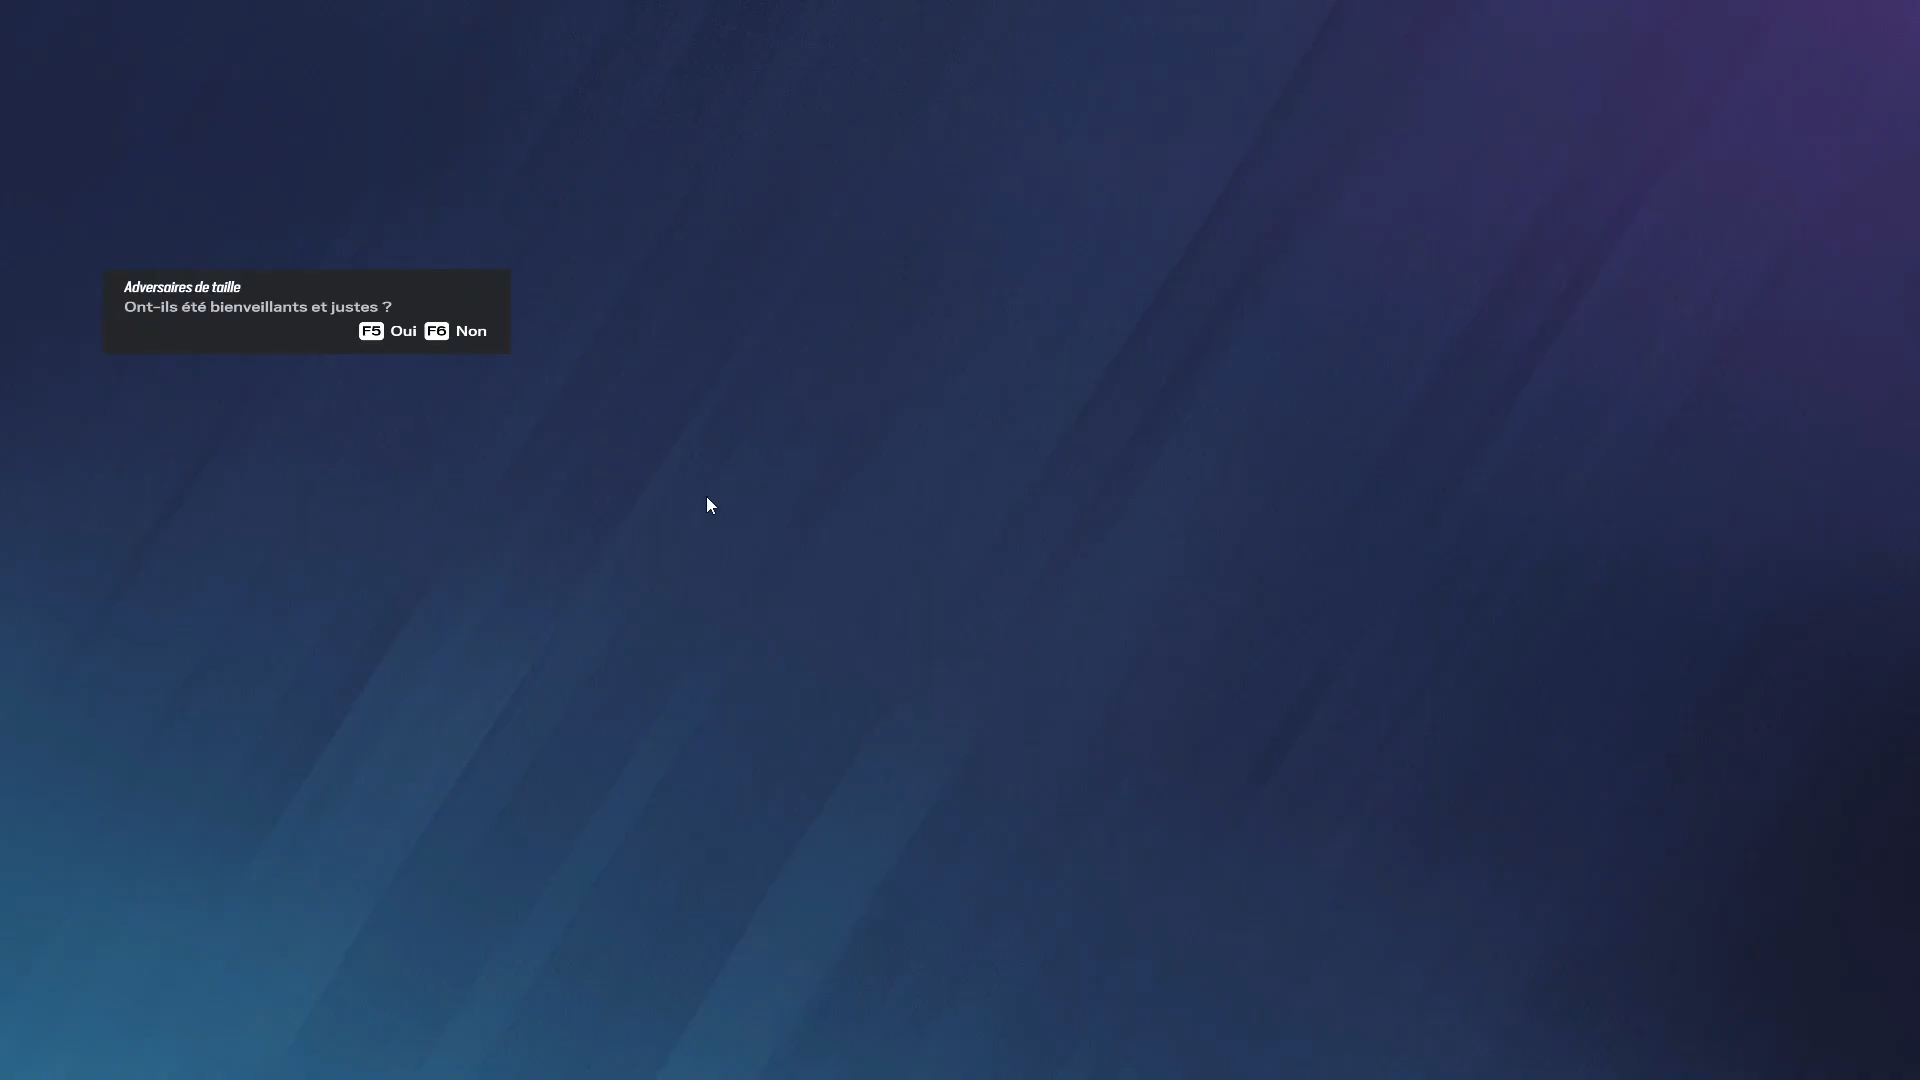 Adversaires de taille
Ont-ils été bienveillants et justes ?
F5 Oui F6 Non